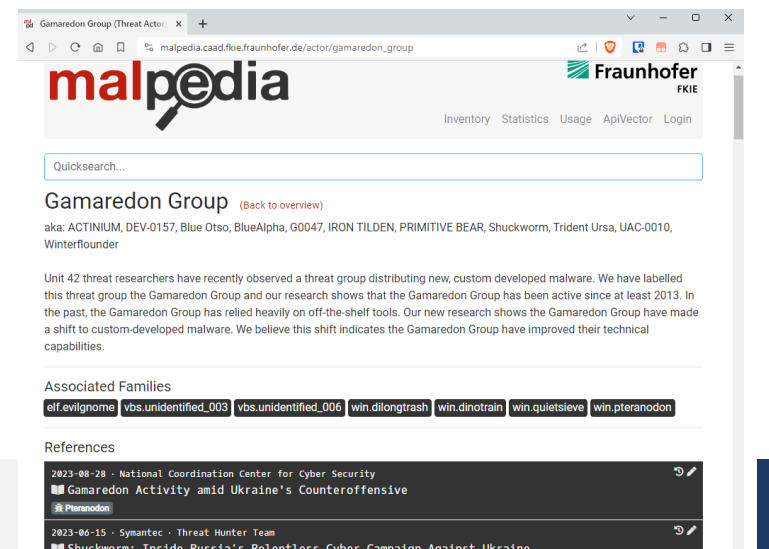 Gamaredon Group (Threat Actor)
malpedia.caad.fkie.fraunhofer.de/actor/gamaredon_group
malpedia
Fraunhofer
FKIE
Inventory Statistics Usage ApiVector Login
Quicksearch...
Gamaredon Group (Back to overview)
aka: ACTINIUM, DEV-0157, Blue Otso, BlueAlpha, G0047, IRON TILDEN, PRIMITIVE BEAR, Shuckworm, Trident Ursa, UAC-0010,
Winterflounder
Unit 42 threat researchers have recently observed a threat group distributing new, custom developed malware. We have labelled
this threat group the Gamaredon Group and our research shows that the Gamaredon Group has been active since at least 2013. In
the past, the Gamaredon Group has relied heavily on off-the-shelf tools. Our new research shows the Gamaredon Group have made
a shift to custom-developed malware. We believe this shift indicates the Gamaredon Group have improved their technical
capabilities.
Associated Families
elf.evilgnome vbs.unidentified_003 vbs.unidentified_006 win.dilongtrash win.dinotrain win.quietsieve win.pteranodon
References
2023-08-28 · National Coordination Center for Cyber Security
Gamaredon Activity amid Ukraine's Counteroffensive
Pteranodon
2023-06-15 · Symantec · Threat Hunter Team
Shuckworm: Inside Russia's Relentless Cyber Campaign Against Ukraine